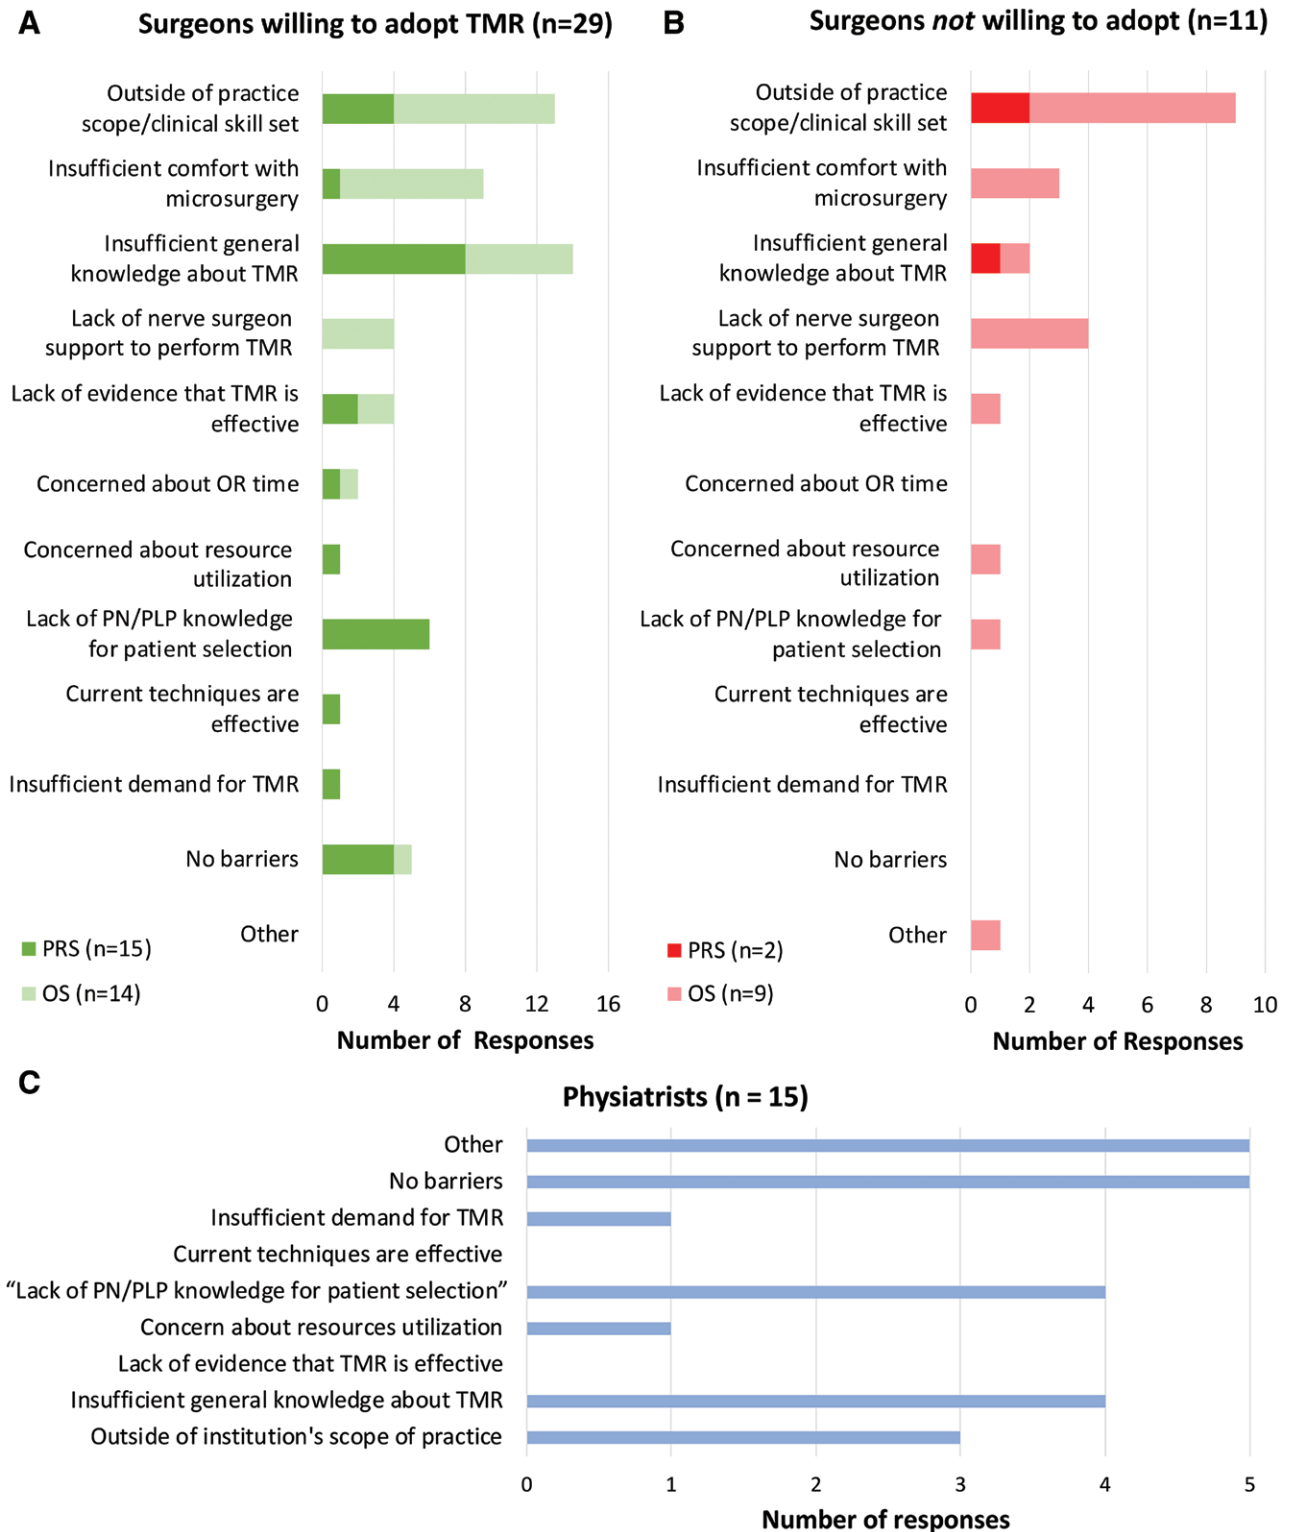 A
Surgeons willing to adopt TMR (n=29)
Outside of practice
scope/clinical skill set
Insufficient comfort with
microsurgery
Insufficient general
knowledge about TMR
Lack of nerve surgeon
support to perform TMR
Lack of evidence that TMR is
effective
Concerned about OR time
Concerned about resource
utilization
Lack of PN/PLP knowledge
for patient selection
Current techniques are
effective
Insufficient demand for TMR
No barriers
Other
PRS (n=15)
OS (n=14)
0 4 8 12 16
Number of Responses
B
Surgeons not willing to adopt (n=11)
Outside of practice
scope/clinical skill set
Insufficient comfort with
microsurgery
Insufficient general
knowledge about TMR
Lack of nerve surgeon
support to perform TMR
Lack of evidence that TMR is
effective
Concerned about OR time
Concerned about resource
utilization
Lack of PN/PLP knowledge for
patient selection
Current techniques are
effective
Insufficient demand for TMR
No barriers
Other
PRS (n=2)
OS (n=9)
0 2 4 6 8 10
Number of Responses
C
Physiatrists (n = 15)
Other
No barriers
Insufficient demand for TMR
Current techniques are effective
“Lack of PN/PLP knowledge for patient selection”
Concern about resources utilization
Lack of evidence that TMR is effective
Insufficient general knowledge about TMR
Outside of institution's scope of practice
0 1 2 3 4 5
Number of responses